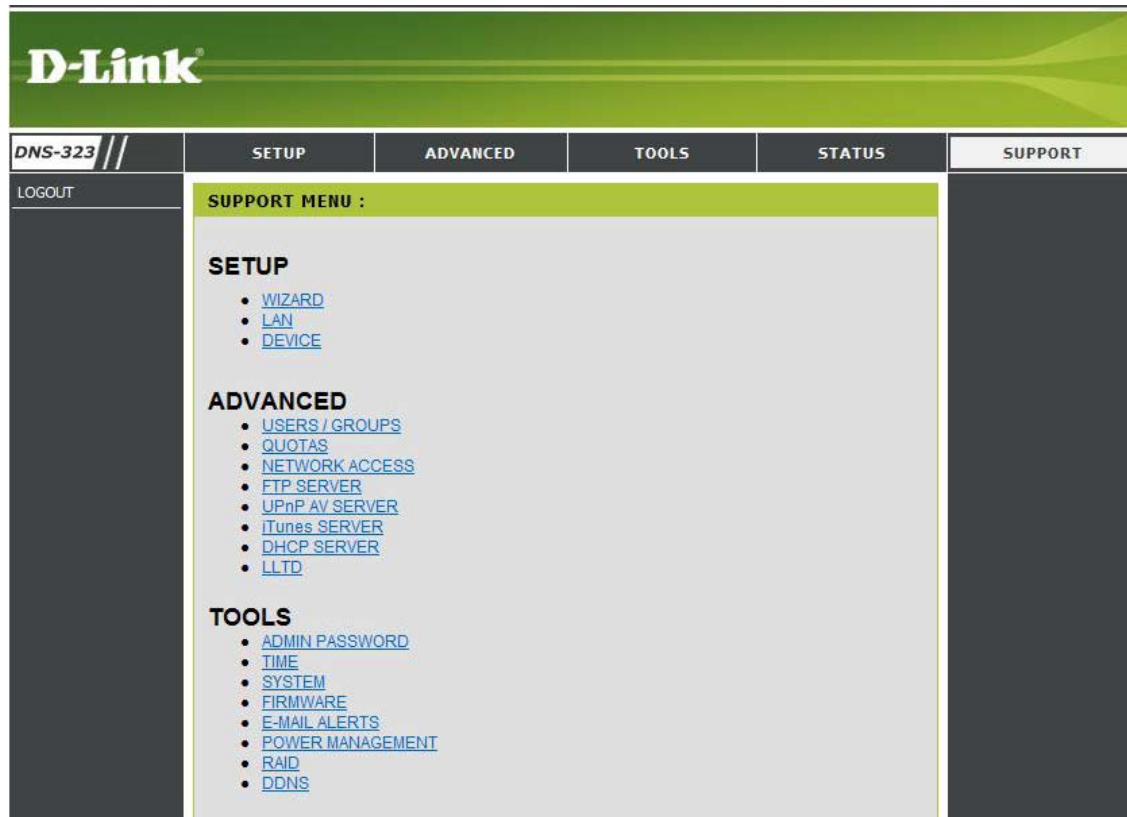 D-Link®
DNS-323 SETUP ADVANCED TOOLS STATUS SUPPORT
LOGOUT
SUPPORT MENU :
SETUP
• WIZARD
• LAN
• DEVICE
ADVANCED
• USERS / GROUPS
• QUOTAS
• NETWORK ACCESS
• FTP SERVER
• UPnP AV SERVER
• iTunes SERVER
• DHCP SERVER
• LLTD
TOOLS
• ADMIN PASSWORD
• TIME
• SYSTEM
• FIRMWARE
• E-MAIL ALERTS
• POWER MANAGEMENT
• RAID
• DDNS